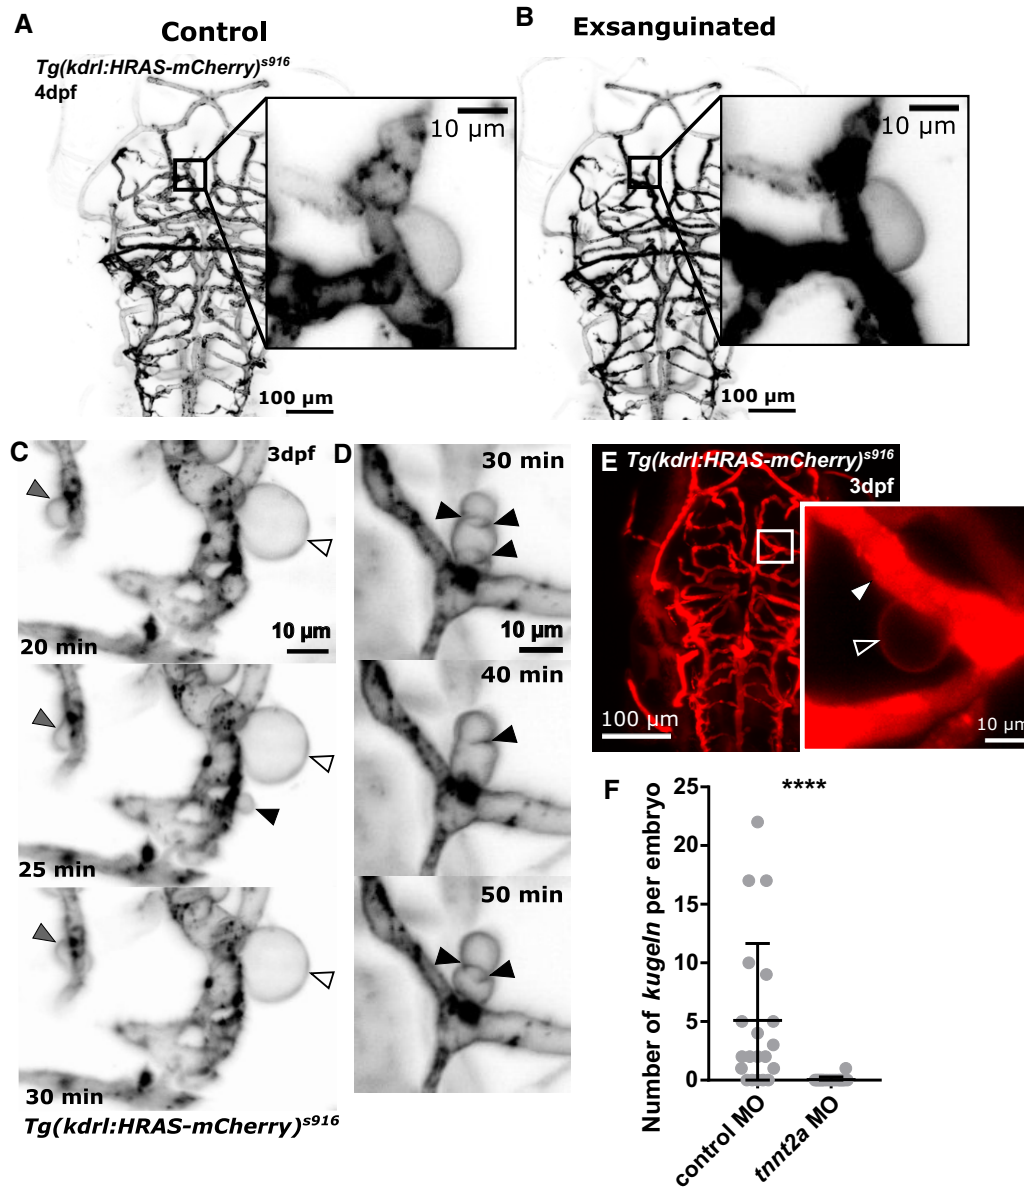 A
Control
Tg(kdrl:HRAS-mCherry)s916
4dpf
10 µm
100 µm
B
Exsanguinated
10 µm
100 µm
C
3dpf
10 µm
20 min
25 min
30 min
Tg(kdrl:HRAS-mCherry)s916
D
30 min
10 µm
40 min
50 min
E
Tg(kdrl:HRAS-mCherry)s916
3dpf
100 µm
10 µm
F
****
Number of kugeln per embryo
25
20
15
10
5
0
control MO
tnnt2a MO